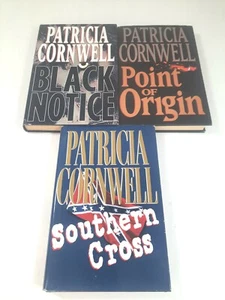 PATRICIA
CORNWELL
BLACK
NOTICE
PATRICIA
CORNWELL
Point
OF
Origin
PATRICIA
CORNWELL
Southern
Cross